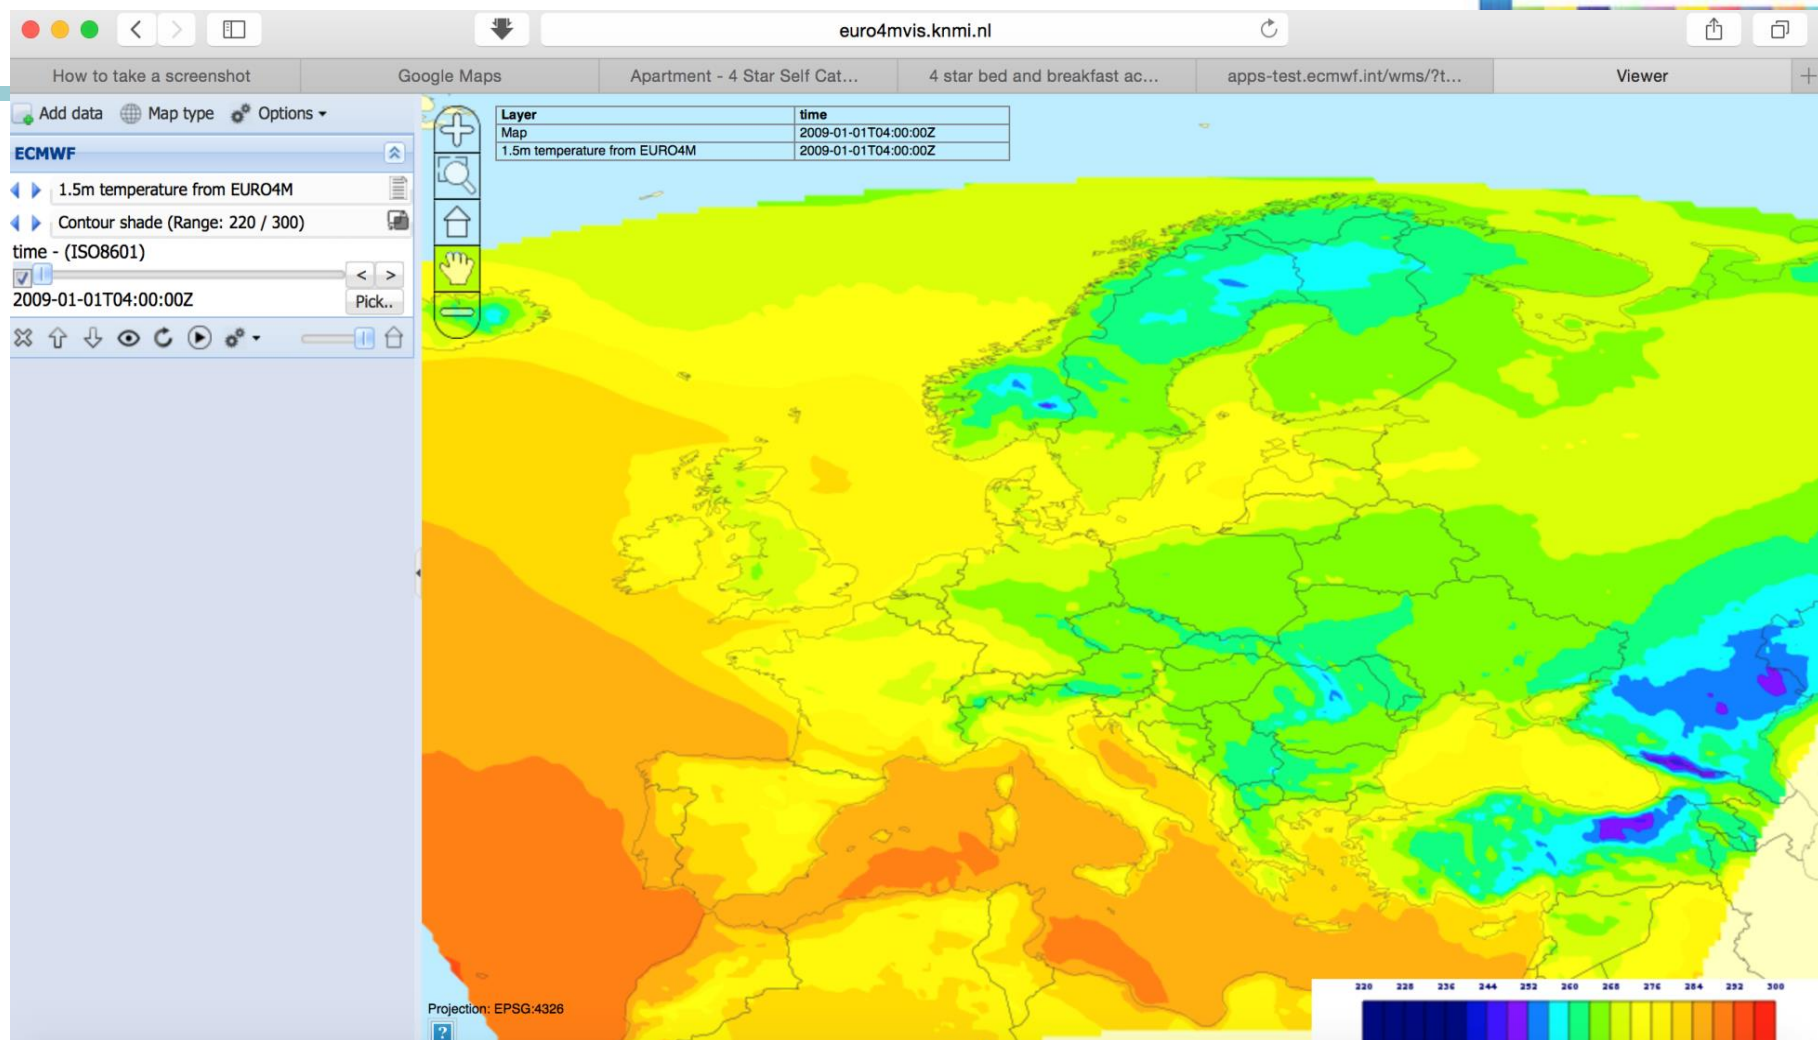 euro4mvis.knmi.nl
How to take a screenshot
Google Maps
Apartment - 4 Star Self Cat...
4 star bed and breakfast ac...
apps-test.ecmwf.int/wms/?t...
Viewer
Add data Map type Options
ECMWF
1.5m temperature from EURO4M
Contour shade (Range: 220 / 300)
time - (ISO8601)
< >
2009-01-01T04:00:00Z Pick..
Layer time
Map 2009-01-01T04:00:00Z
1.5m temperature from EURO4M 2009-01-01T04:00:00Z
Projection: EPSG:4326
?
220 228 236 244 252 260 268 276 284 292 300